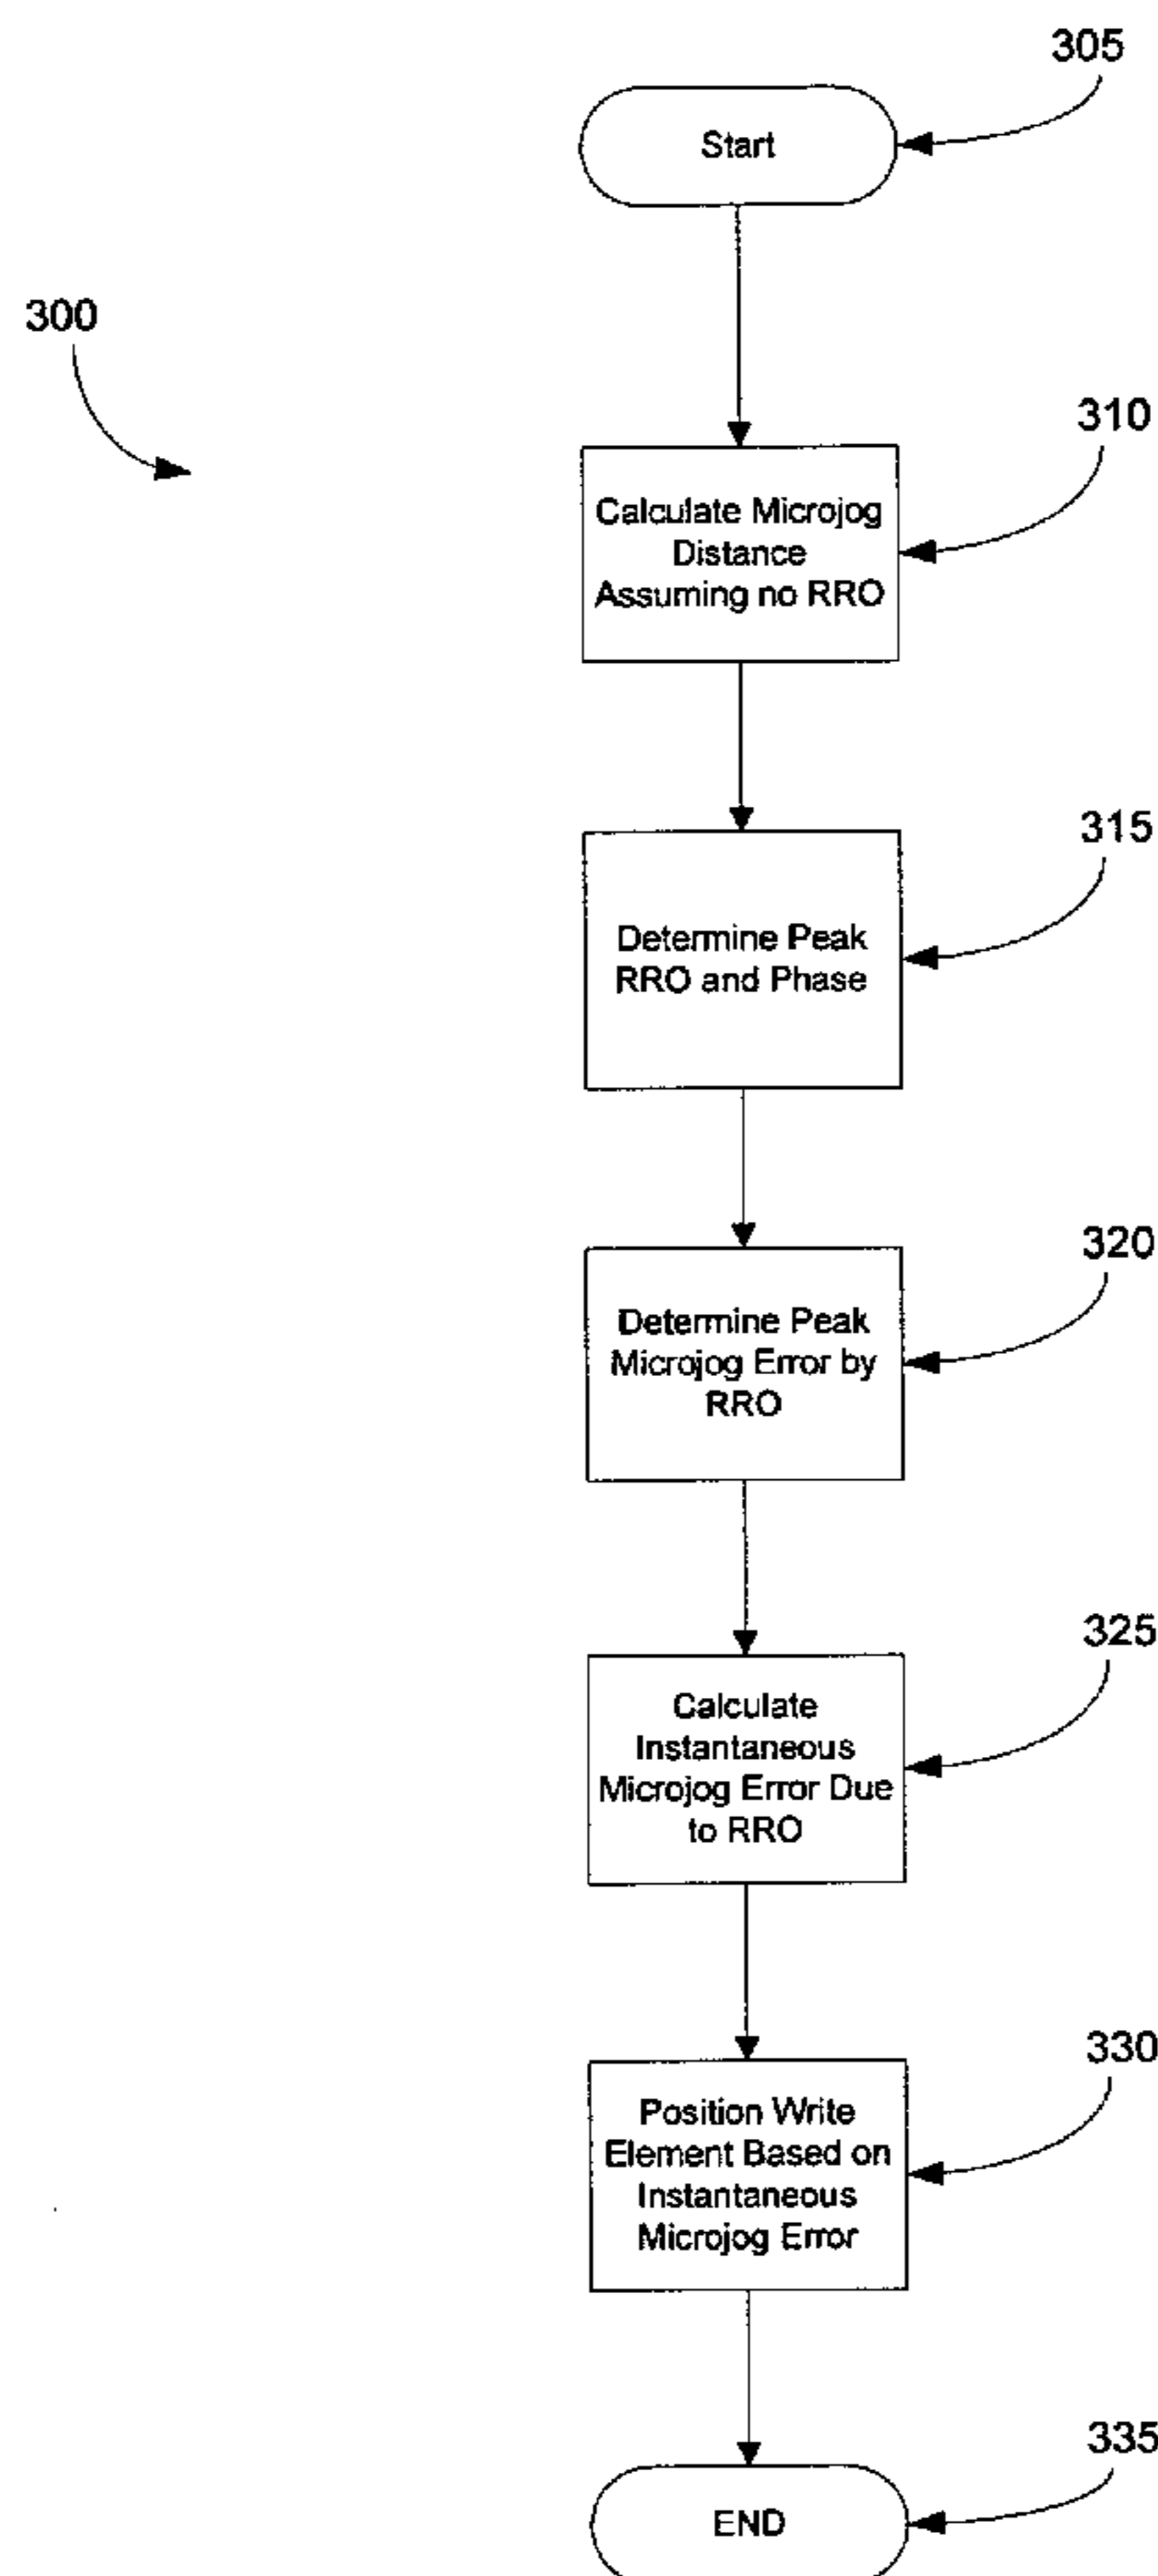 305
Start
300
310
Calculate Microjog
Distance
Assuming no RRO
315
Determine Peak
RRO and Phase
320
Determine Peak
Microjog Error by
RRO
325
Calculate
Instantaneous
Microjog Error Due
to RRO
330
Position Write
Element Based on
Instantaneous
Microjog Error
335
END